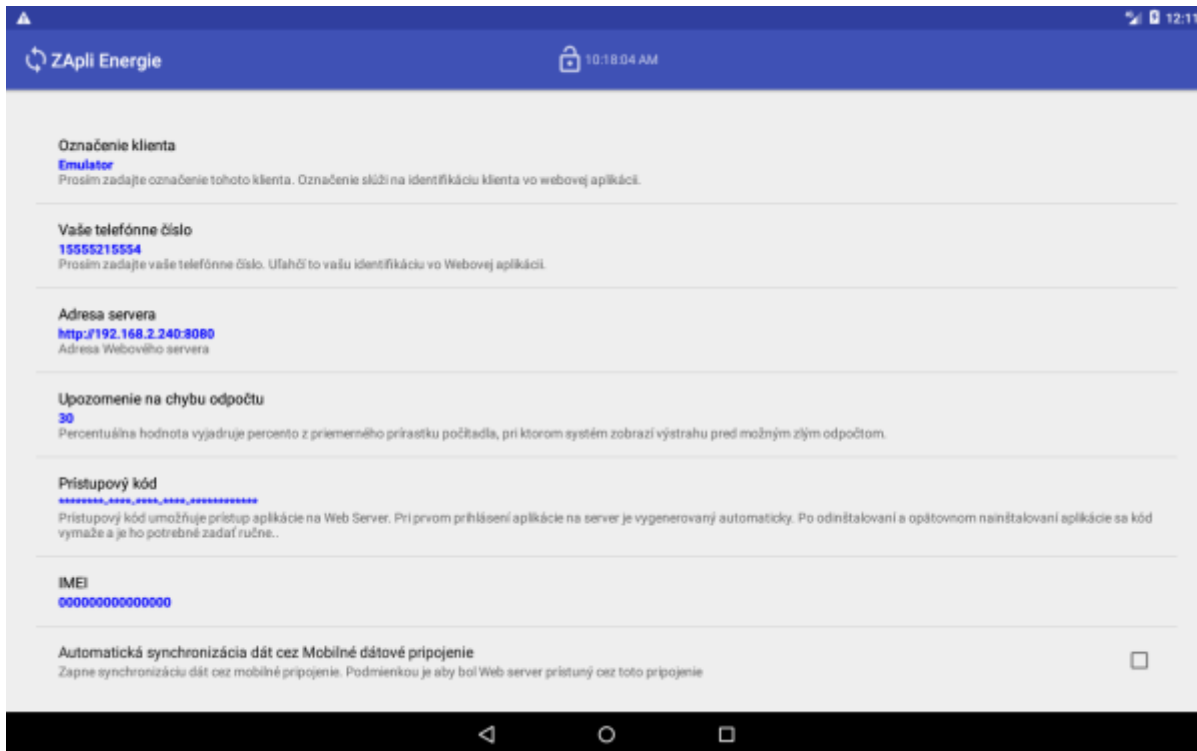 12:11
ZApli Energie
10:18:04 AM
Označenie klienta
Emulator
Prosím zadajte označenie tohoto klienta. Označenie slúži na identifikáciu klienta vo webovej aplikácii.
Vaše telefónne číslo
15555215554
Prosím zadajte vaše telefónne číslo. Uľahčí to vašu identifikáciu vo Webovej aplikácii.
Adresa servera
http://192.168.2.240:8080
Adresa Webového servera
Upozornenie na chybu odpočtu
30
Percentuálna hodnota vyjadruje percento z priemerného prírastku počítadla, pri ktorom systém zobrazí výstrahu pred možným zlým odpočtom.
Prístupový kód
********-****-****-****-************
Prístupový kód umožňuje prístup aplikácie na Web Server. Pri prvom prihlásení aplikácie na server je vygenerovaný automaticky. Po odinštalovaní a opätovnom nainštalovaní aplikácie sa kód
vymaže a je ho potrebné zadať ručne..
IMEI
000000000000000
Automatická synchronizácia dát cez Mobilné dátové pripojenie
Zapne synchronizáciu dát cez mobilné pripojenie. Podmienkou je aby bol Web server prístuný cez toto pripojenie